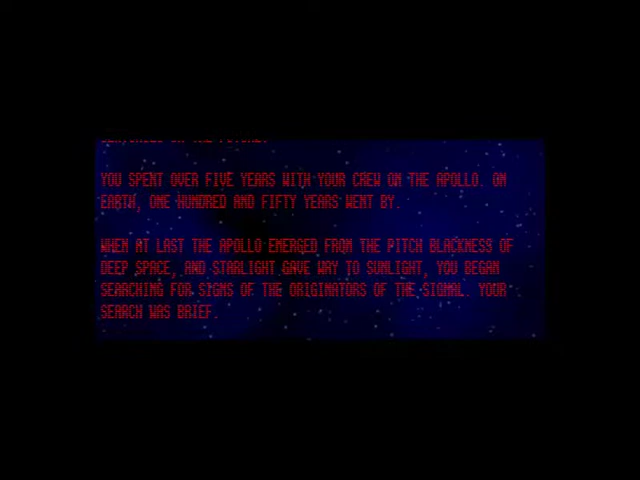 YOU SPENT OVER FIVE YEARS WITH YOUR CREW ON THE APOLLO. ON
EARTH, ONE HUNDRED AND FIFTY YEARS WENT BY.
WHEN AT LAST THE APOLLO EMERGED FROM THE PITCH BLACKNESS OF
DEEP SPACE, AND STARLIGHT GAVE WAY TO SUNLIGHT, YOU BEGAN
SEARCHING FOR SIGNS OF THE ORIGINATORS OF THE SIGNAL. YOUR
SEARCH WAS BRIEF.